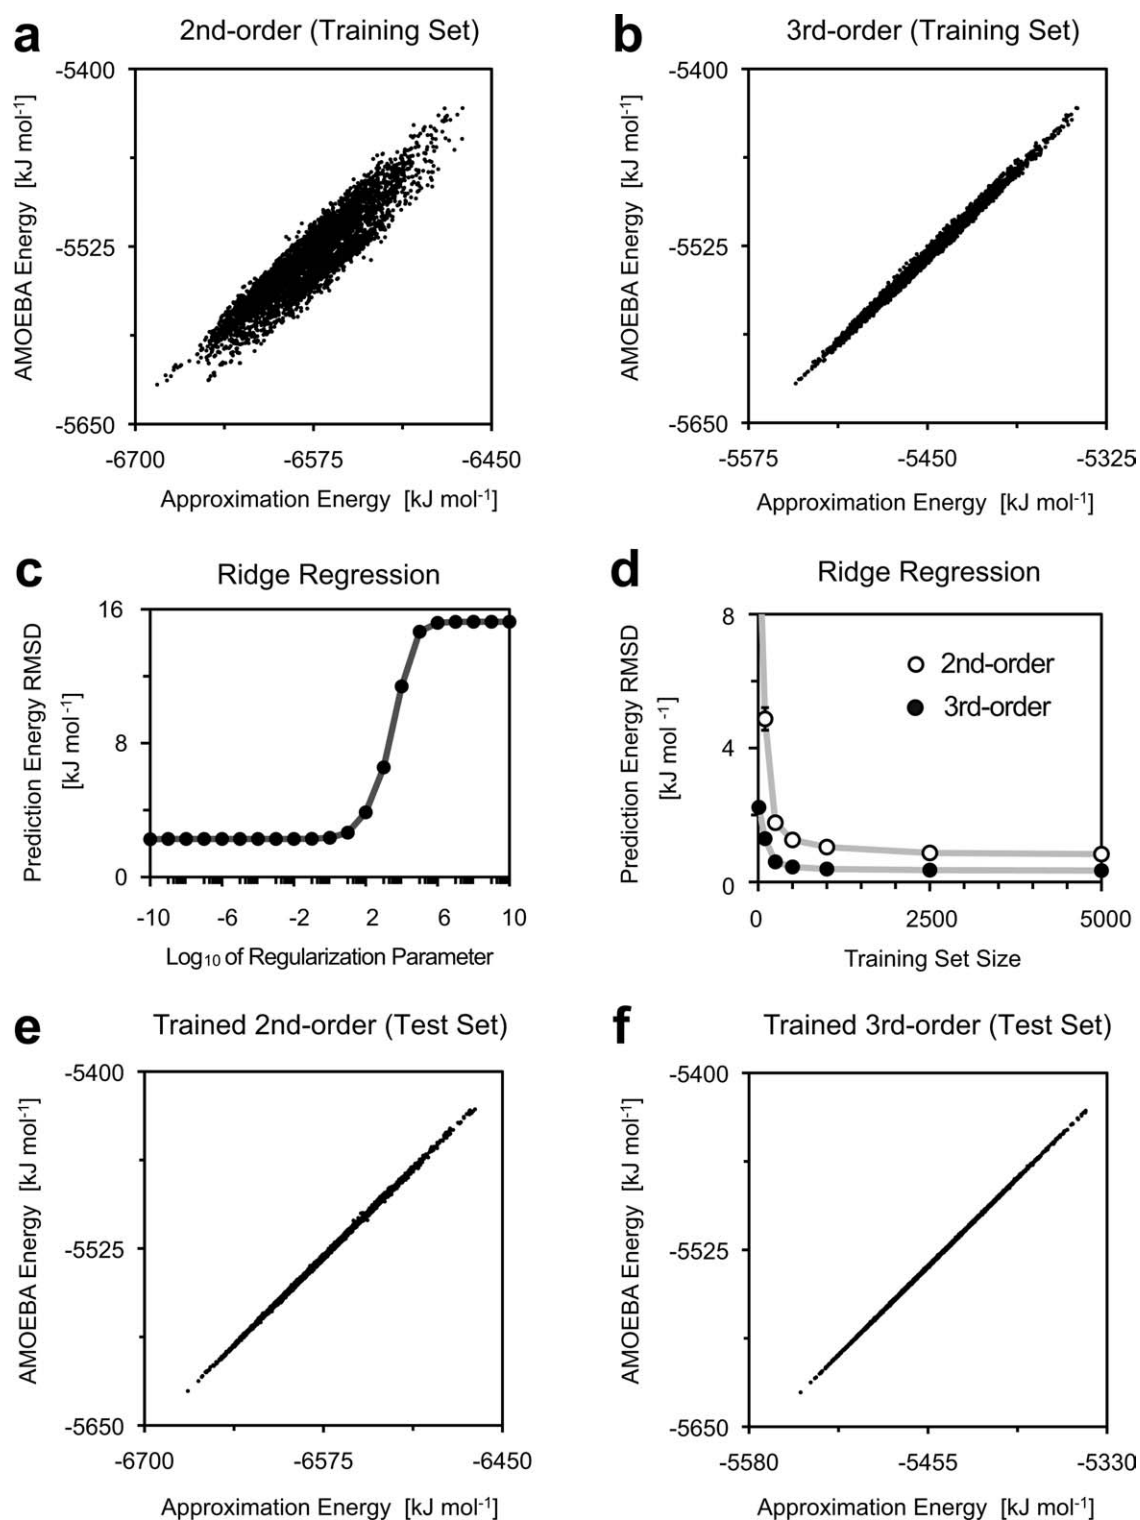 a
2nd-order (Training Set)
AMOEBA Energy [kJ mol-1]
-5400
-5525
-5650
-6700
-6575
-6450
Approximation Energy [kJ mol-1]
b
3rd-order (Training Set)
AMOEBA Energy [kJ mol-1]
-5400
-5525
-5650
-5575
-5450
-5325
Approximation Energy [kJ mol-1]
c
Ridge Regression
Prediction Energy RMSD
[kJ mol-1]
16
8
0
-10
-6
-2
2
6
10
Log10 of Regularization Parameter
d
Ridge Regression
Prediction Energy RMSD
[kJ mol -1]
8
4
0
2nd-order
3rd-order
0
2500
5000
Training Set Size
e
Trained 2nd-order (Test Set)
AMOEBA Energy [kJ mol-1]
-5400
-5525
-5650
-6700
-6575
-6450
Approximation Energy [kJ mol-1]
f
Trained 3rd-order (Test Set)
AMOEBA Energy [kJ mol-1]
-5400
-5525
-5650
-5580
-5455
-5330
Approximation Energy [kJ mol-1]